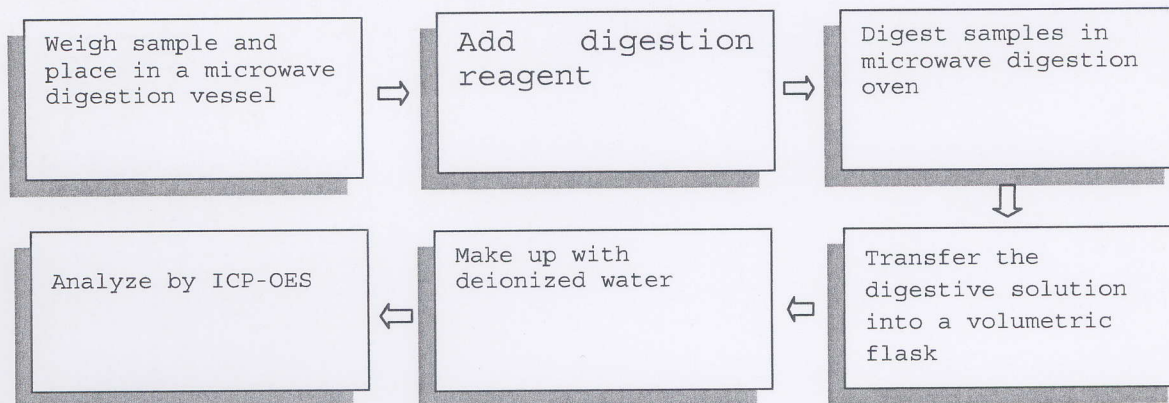 Weigh sample and
place in a microwave
digestion vessel
Add digestion
reagent
Digest samples in
microwave digestion
oven
Transfer the
digestive solution
into a volumetric
flask
Make up with
deionized water
Analyze by ICP-OES